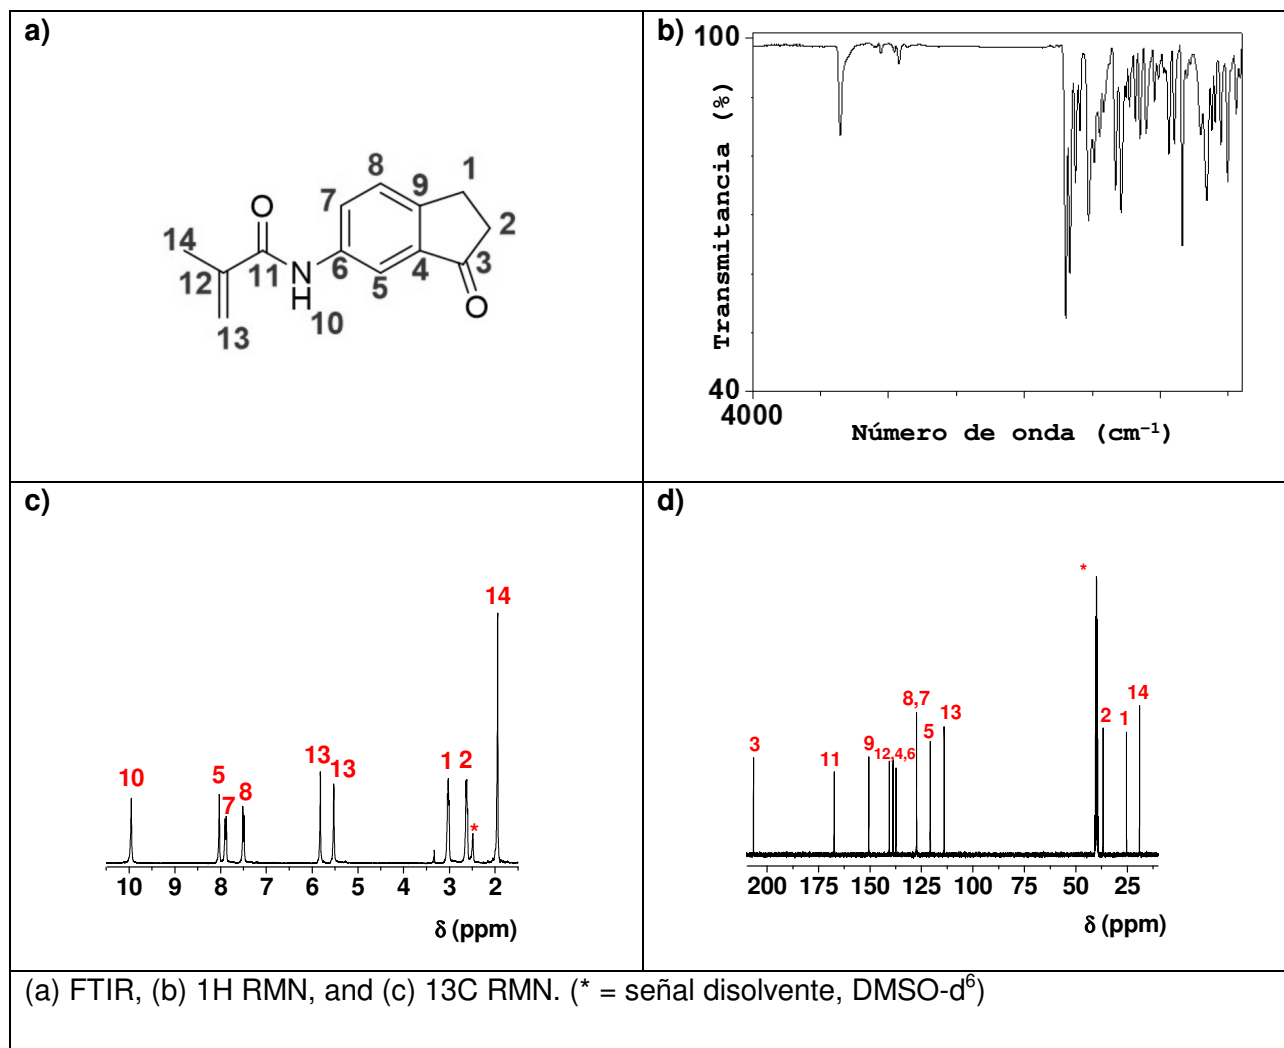 a)
8
1
9
7
O
2
14
11
N
6
4
3
12
5
H
10
O
13
b)
100
Transmitancia (%)
40
4000
Número de onda (cm⁻¹)
c)
14
13
13
1
2
10
5
7
8
*
10 9 8 7 6 5 4 3 2
δ (ppm)
d)
*
8,7
14
13
3
5
2
1
9
12,4,6
11
200 175 150 125 100 75 50 25
δ (ppm)
(a) FTIR, (b) 1H RMN, and (c) 13C RMN. (* = señal disolvente, DMSO-d⁶)